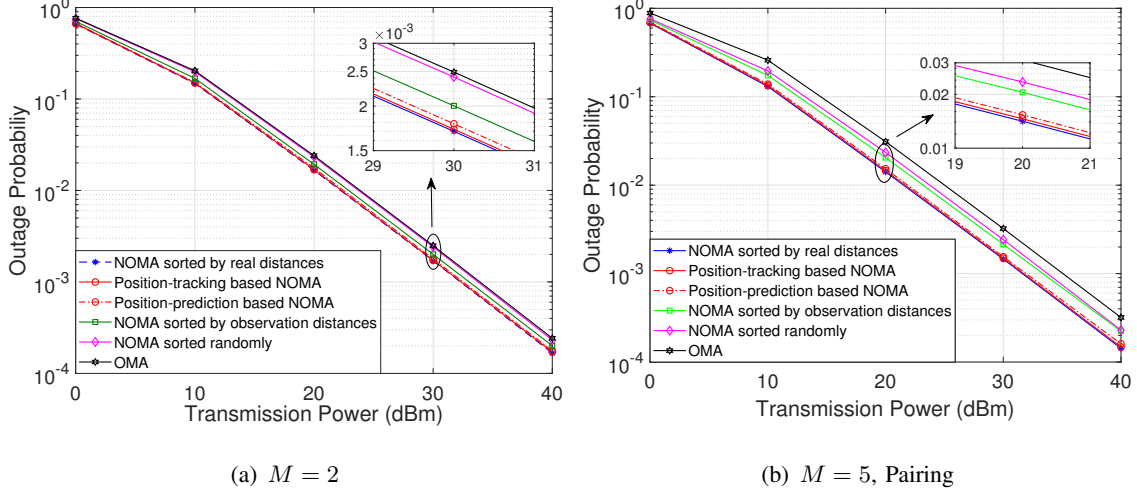 10^0
10^-1
10^-2
10^-3
10^-4
Outage Probability
0 10 20 30 40
Transmission Power (dBm)
×10^-3
3
2.5
2
1.5
29 30 31
NOMA sorted by real distances
Position-tracking based NOMA
Position-prediction based NOMA
NOMA sorted by observation distances
NOMA sorted randomly
OMA
(a) M = 2
10^0
10^-1
10^-2
10^-3
10^-4
Outage Probability
0 10 20 30 40
Transmission Power (dBm)
0.03
0.02
0.01
19 20 21
NOMA sorted by real distances
Position-tracking based NOMA
Position-prediction based NOMA
NOMA sorted by observation distances
NOMA sorted randomly
OMA
(b) M = 5, Pairing